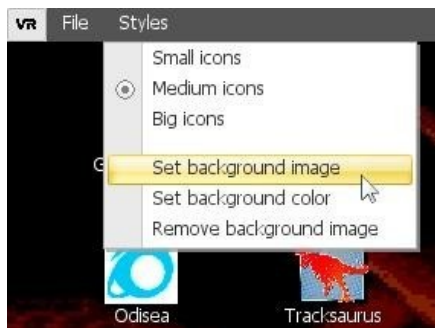 VR File Styles
Small icons
Medium icons
Big icons
G
Set background image
Set background color
Remove background image
Odisea Tracksaurus